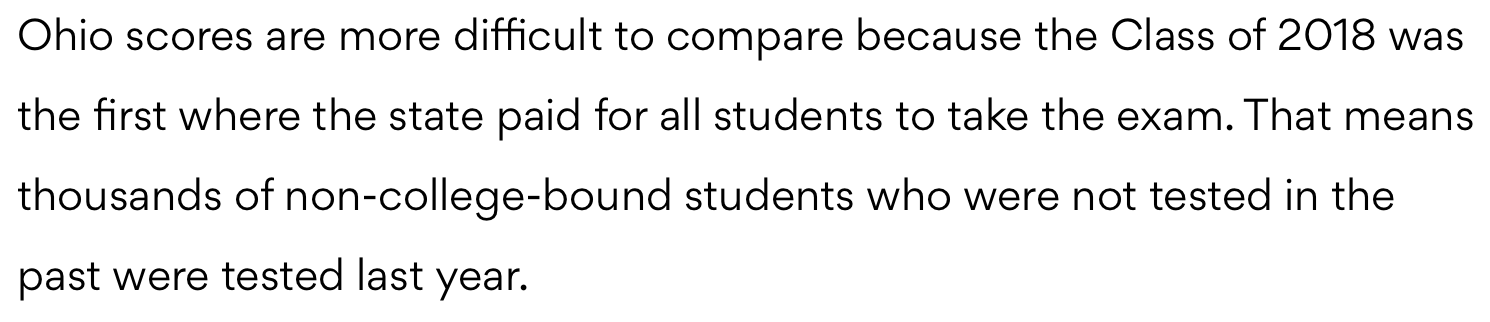 Ohio scores are more difficult to compare because the Class of 2018 was
the first where the state paid for all students to take the exam. That means
thousands of non-college-bound students who were not tested in the
past were tested last year.